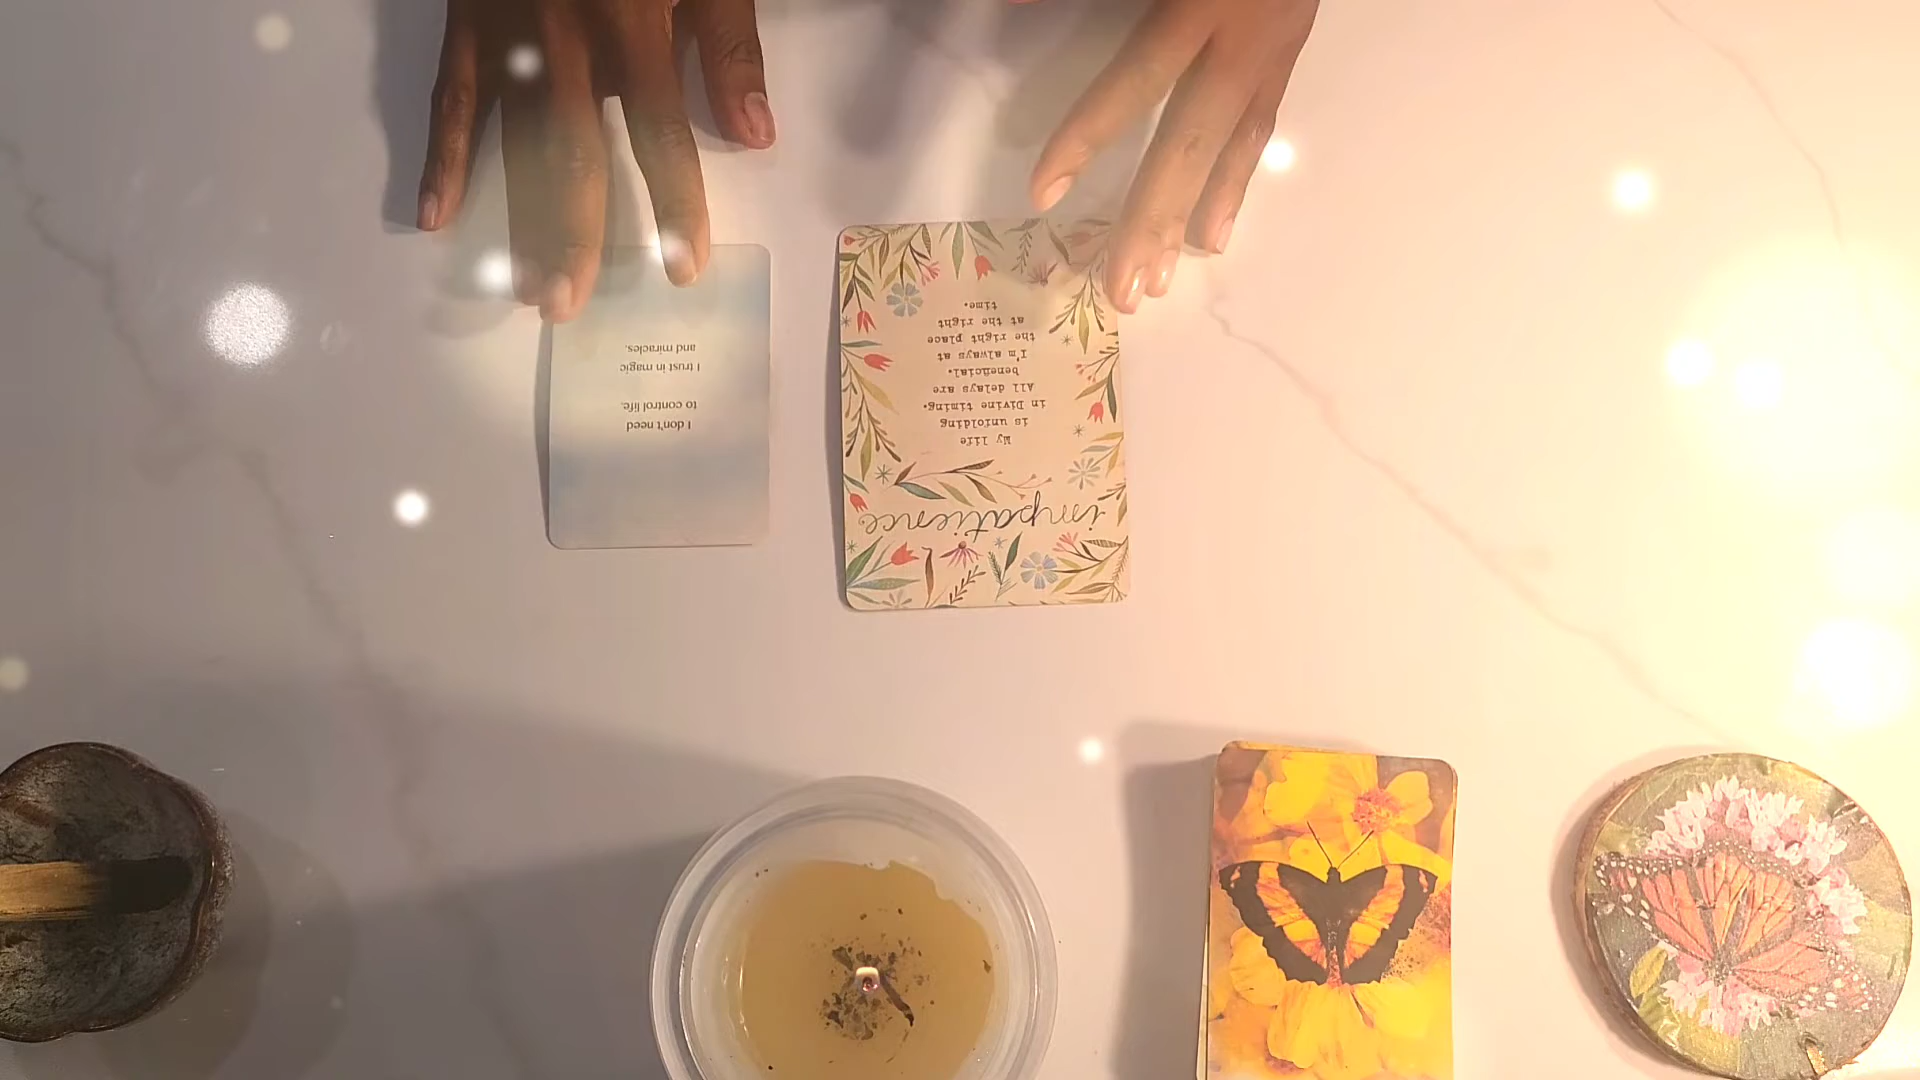 I don't need
to control life.
I trust in magic
and miracles.
impatience
My life
is unfolding
in Divine timing.
All delays are
beneficial.
I'm always at
the right place
at the right
time.